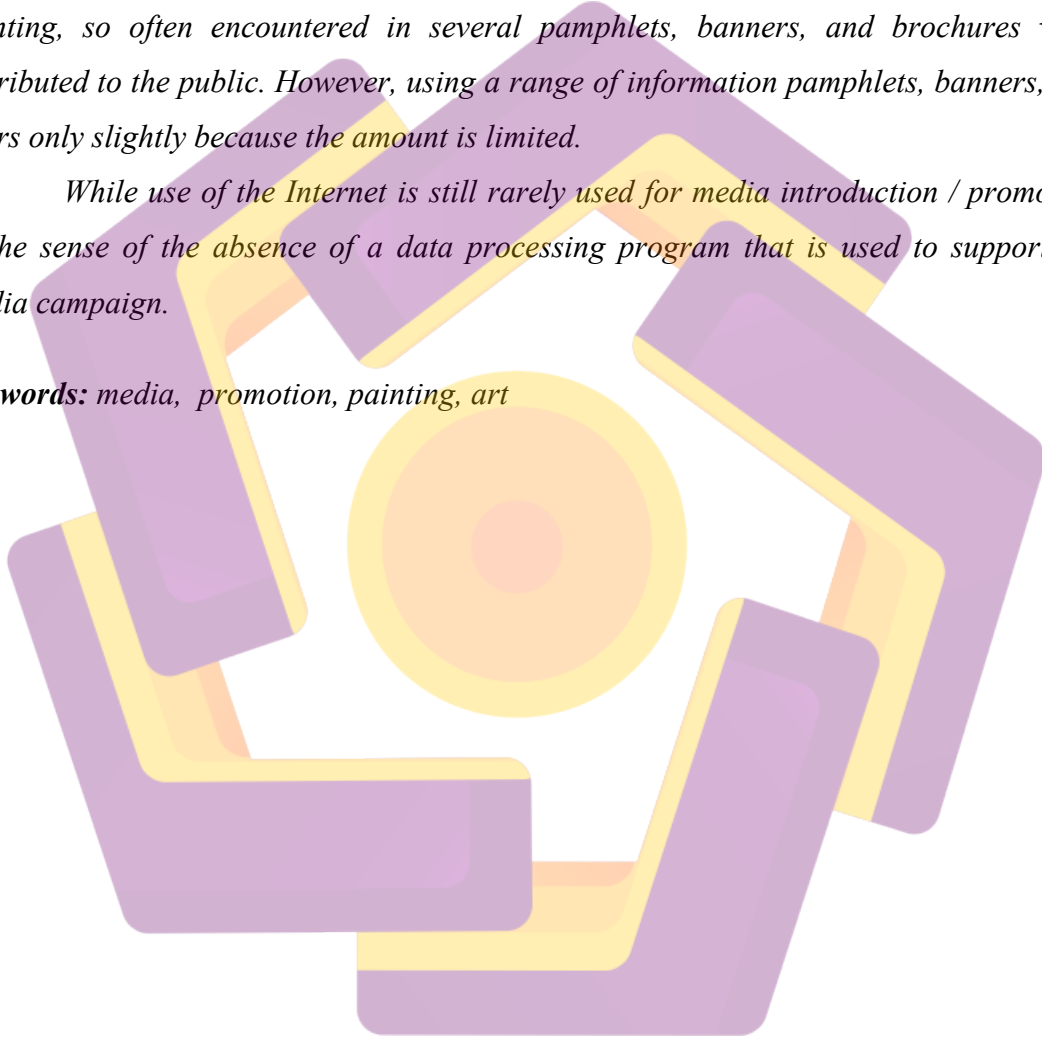 nting, so often encountered in several pamphlets, banners, and brochures
ributed to the public. However, using a range of information pamphlets, banners,
rs only slightly because the amount is limited.
While use of the Internet is still rarely used for media introduction / promo
he sense of the absence of a data processing program that is used to suppor
dia campaign.
words: media, promotion, painting, art